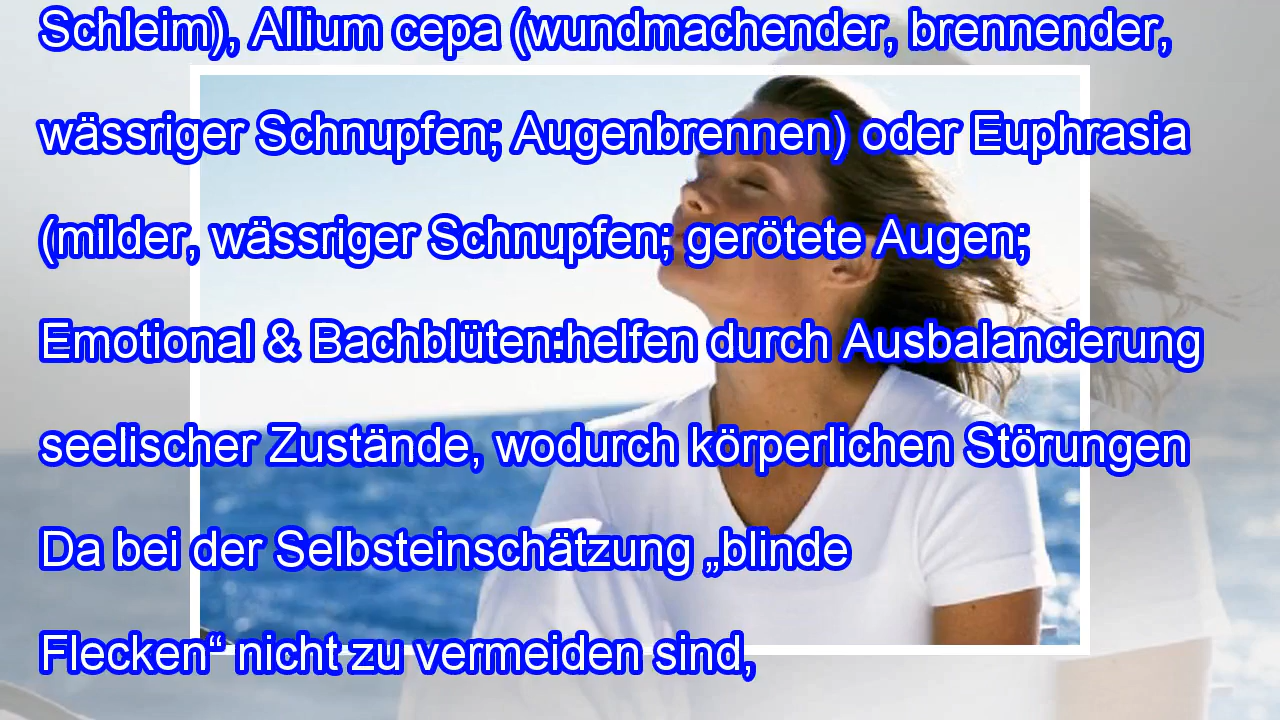 Schleim), Allium cepa (wundmachender, brennender,
wässriger Schnupfen; Augenbrennen) oder Euphrasia
(milder, wässriger Schnupfen; gerötete Augen;
Emotional & Bachblüten:helfen durch Ausbalancierung
seelischer Zustände, wodurch körperlichen Störungen
Da bei der Selbsteinschätzung „blinde
Flecken“ nicht zu vermeiden sind,